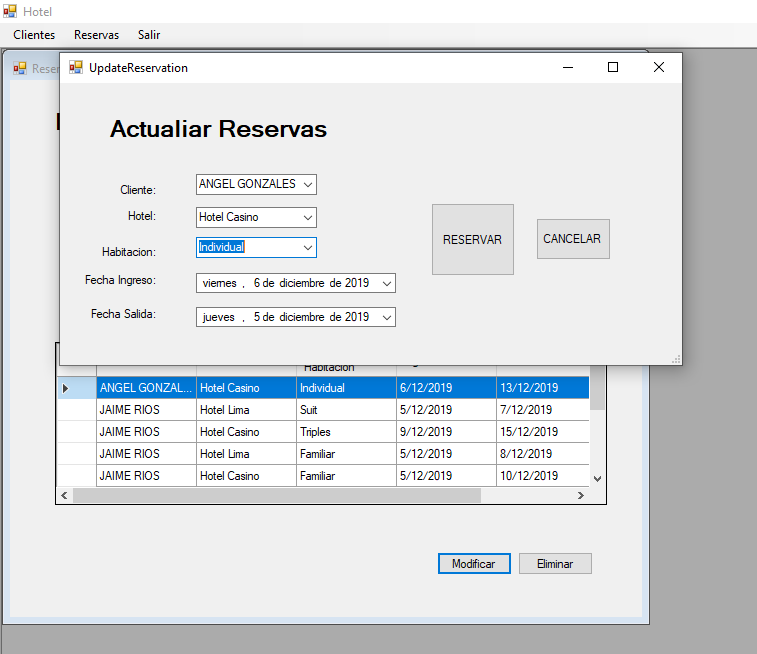 Hotel
Clientes Reservas Salir
Reser
UpdateReservation
Actualiar Reservas
Cliente: ANGEL GONZALES
Hotel: Hotel Casino
Habitacion: Individual
RESERVAR CANCELAR
Fecha Ingreso: viernes , 6 de diciembre de 2019
Fecha Salida: jueves , 5 de diciembre de 2019
Habitacion
ANGEL GONZAL... Hotel Casino Individual 6/12/2019 13/12/2019
JAIME RIOS Hotel Lima Suit 5/12/2019 7/12/2019
JAIME RIOS Hotel Casino Triples 9/12/2019 15/12/2019
JAIME RIOS Hotel Lima Familiar 5/12/2019 8/12/2019
JAIME RIOS Hotel Casino Familiar 5/12/2019 10/12/2019
Modificar Eliminar